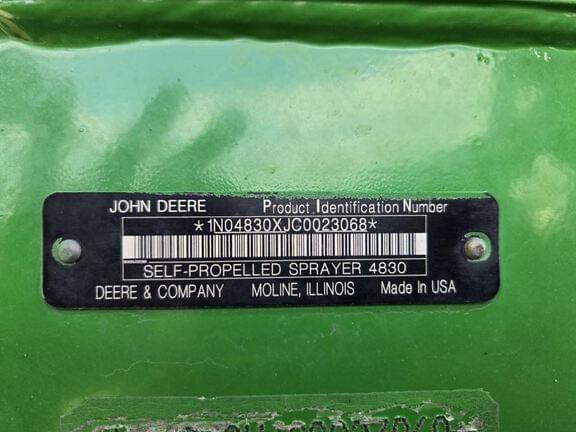 JOHN DEERE Product Identification Number
*1N04830XJC0023068*
SELF-PROPELLED SPRAYER 4830
DEERE & COMPANY MOLINE, ILLINOIS Made In USA